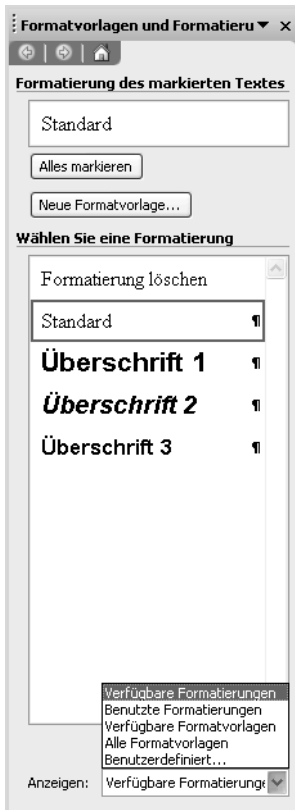 Formatvorlagen und Formatieru
Formatierung des markierten Textes
Standard
Alles markieren
Neue Formatvorlage...
Wählen Sie eine Formatierung
Formatierung löschen
Standard ¶
Überschrift 1 ¶
Überschrift 2 ¶
Überschrift 3 ¶
Verfügbare Formatierungen
Benutzte Formatierungen
Verfügbare Formatvorlagen
Alle Formatvorlagen
Benutzerdefiniert...
Anzeigen: Verfügbare Formatierunge